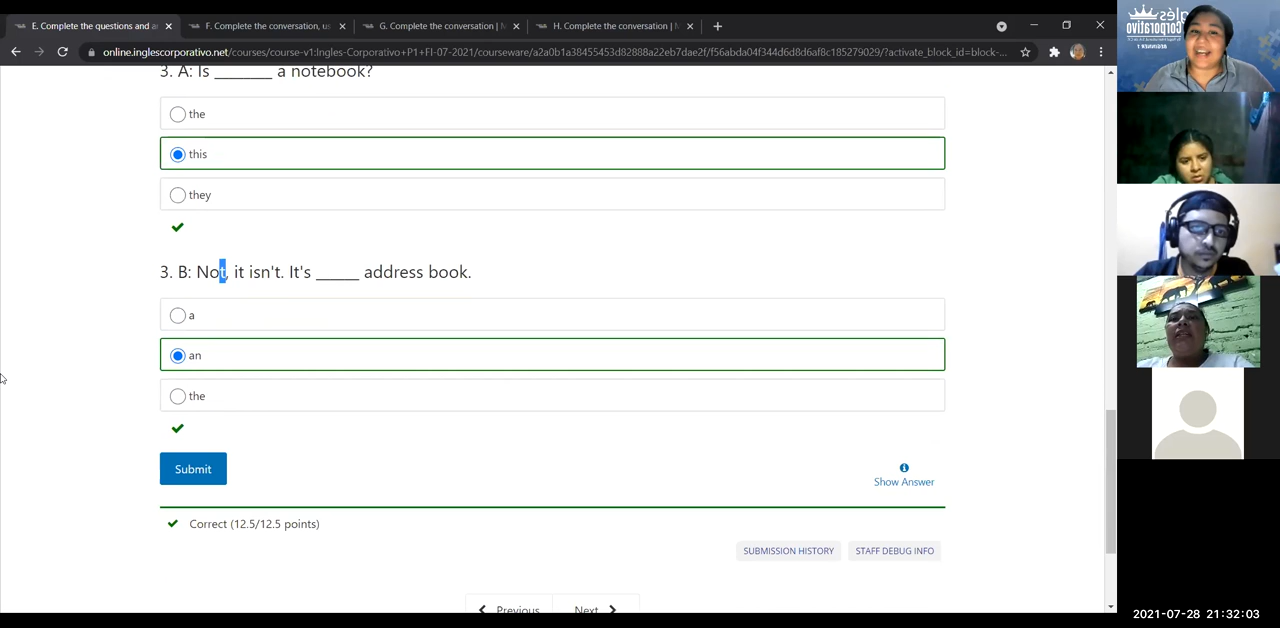 E. Complete the questions and a
F. Complete the conversation, u
G. Complete the conversation | M
H. Complete the conversation | M
online.inglescorporativo.net/courses/course-v1:Ingles-Corporativo+P1+FI-07-2021/courseware/a2a0b1a38455453d82888a22eb7dae2f/f56abda04f344d6d8d6af8c185279029/?activate_block_id=block-...
3. A: Is ________ a notebook?
the
this
they
3. B: Not, it isn't. It's _____ address book.
a
an
the
Submit
Show Answer
Correct (12.5/12.5 points)
SUBMISSION HISTORY
STAFF DEBUG INFO
Previous
Next
2021-07-28 21:32:03